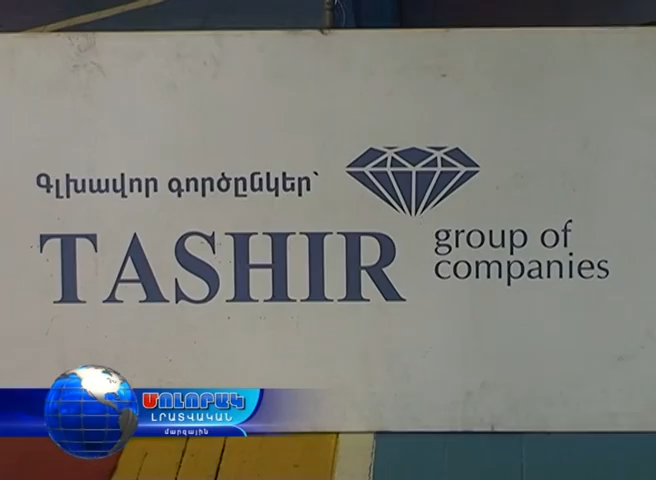 Գլխավոր գործընկեր՝
TASHIR
group of
companies
ՄՈԼՈՐԱԿ
ԼՐԱՏՎԱԿԱՆ
մարզային